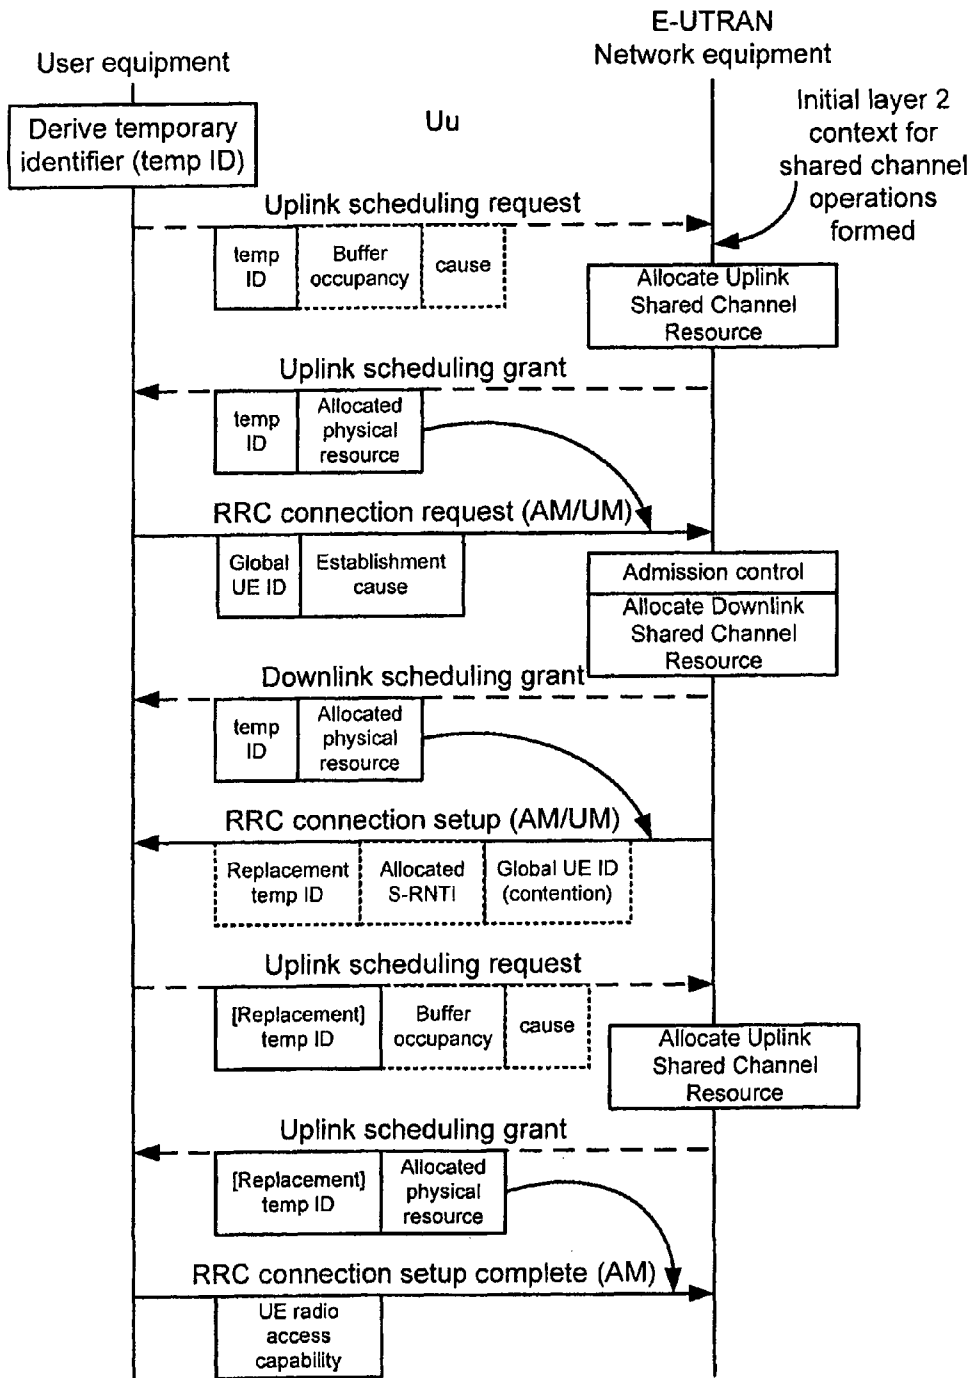 E-UTRAN
Network equipment
User equipment
Uu
Initial layer 2
context for
shared channel
operations
formed
Derive temporary
identifier (temp ID)
Uplink scheduling request
temp
ID
Buffer
occupancy
cause
Allocate Uplink
Shared Channel
Resource
Uplink scheduling grant
temp
ID
Allocated
physical
resource
RRC connection request (AM/UM)
Global
UE ID
Establishment
cause
Admission control
Allocate Downlink
Shared Channel
Resource
Downlink scheduling grant
temp
ID
Allocated
physical
resource
RRC connection setup (AM/UM)
Replacement
temp ID
Allocated
S-RNTI
Global UE ID
(contention)
Uplink scheduling request
[Replacement]
temp ID
Buffer
occupancy
cause
Allocate Uplink
Shared Channel
Resource
Uplink scheduling grant
[Replacement]
temp ID
Allocated
physical
resource
RRC connection setup complete (AM)
UE radio
access
capability